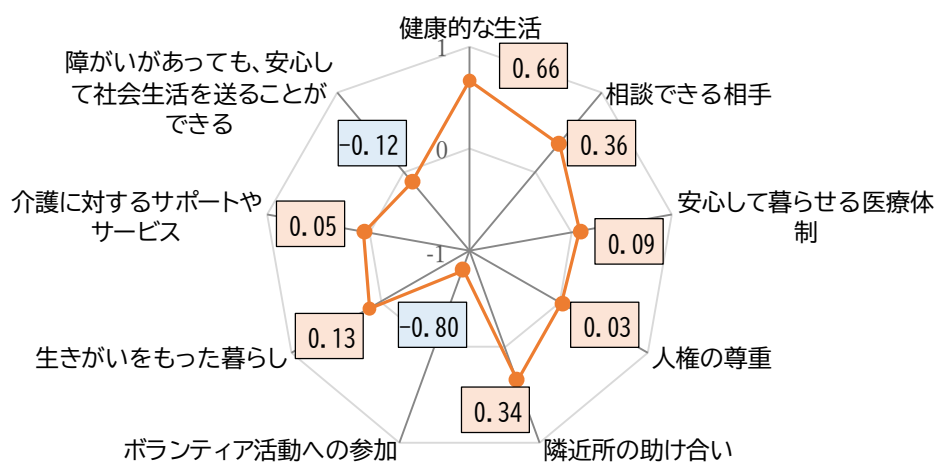 健康的な生活
1
0.66
障がいがあっても、安心し
て社会生活を送ることが
できる
相談できる相手
-0.12
0
0.36
介護に対するサポートや
サービス
0.05
安心して暮らせる医療体
制
0.09
-1
0.03
0.13
-0.80
生きがいをもった暮らし
人権の尊重
0.34
ボランティア活動への参加
隣近所の助け合い